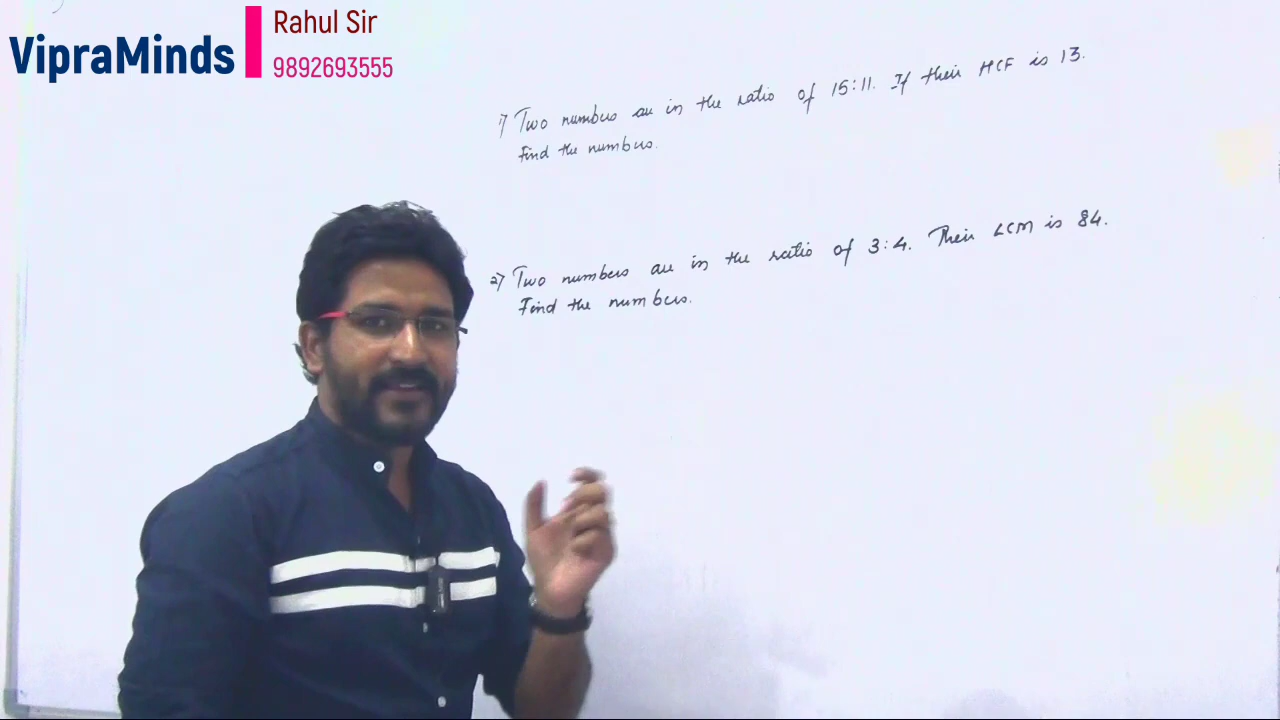 VipraMinds
Rahul Sir
9892693555
1) Two numbers are in the ratio of 15:11. If their HCF is 13.
Find the numbers.
2) Two numbers are in the ratio of 3:4. Their LCM is 84.
Find the numbers.